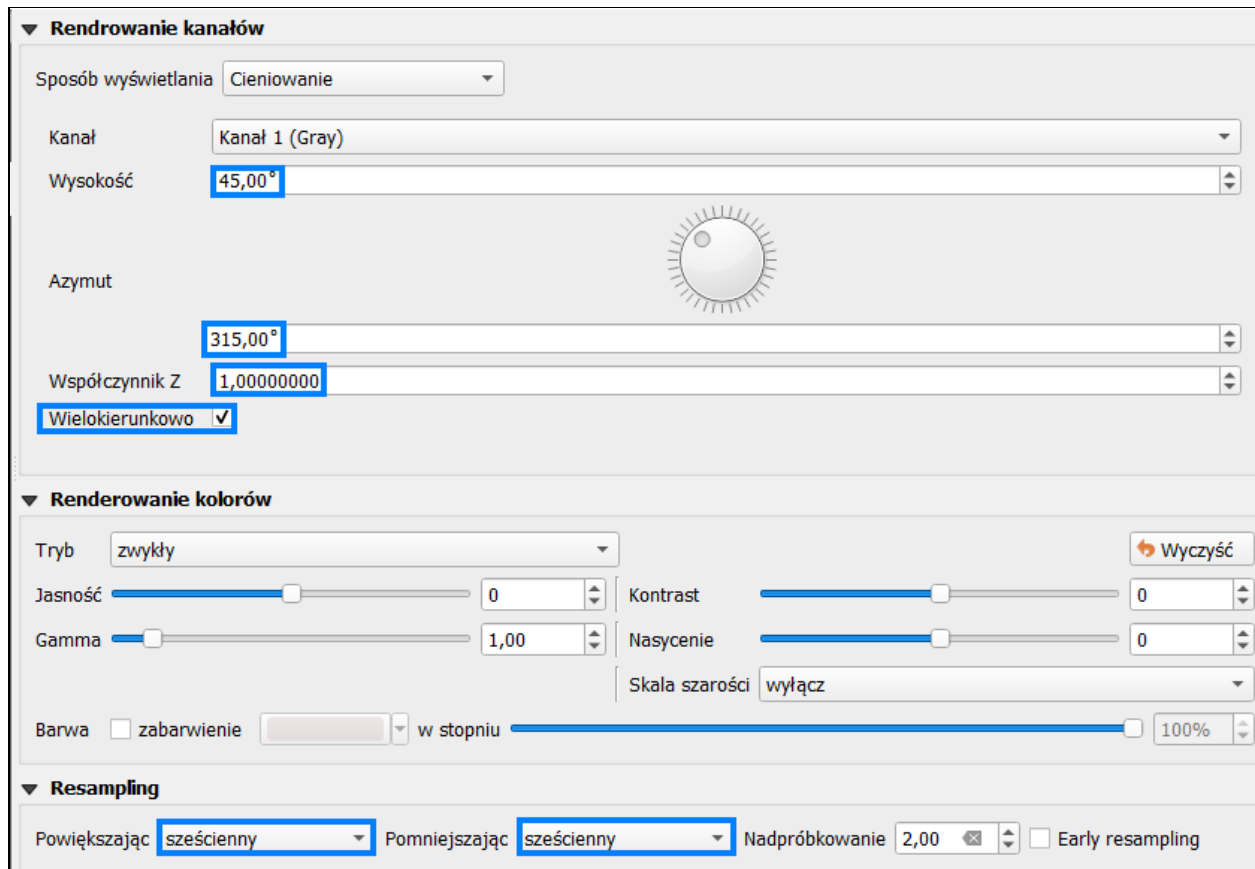 Rendrowanie kanałów
Sposób wyświetlania Cieniowanie
Kanał Kanał 1 (Gray)
Wysokość 45,00°
Azymut
315,00°
Współczynnik Z 1,00000000
Wielokierunkowo
Renderowanie kolorów
Tryb zwykły Wyczyść
Jasność 0 Kontrast 0
Gamma 1,00 Nasycenie 0
Skala szarości wyłącz
Barwa zabarwienie w stopniu 100%
Resampling
Powiększając sześcienny Pomniejszając sześcienny Nadpróbkowanie 2,00 Early resampling